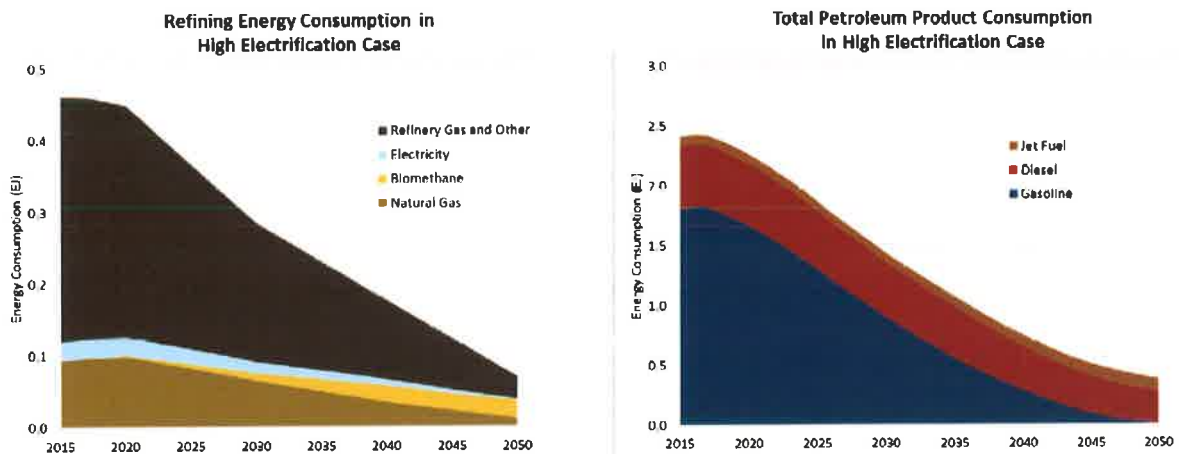 Refining Energy Consumption in
High Electrification Case
0.5
0.4
0.3
0.2
0.1
0.0
Energy Consumption (EJ)
Refinery Gas and Other
Electricity
Biomethane
Natural Gas
2015 2020 2025 2030 2035 2040 2045 2050
Total Petroleum Product Consumption
in High Electrification Case
3.0
2.5
2.0
1.5
1.0
0.5
0.0
Energy Consumption (EJ)
Jet Fuel
Diesel
Gasoline
2015 2020 2025 2030 2035 2040 2045 2050